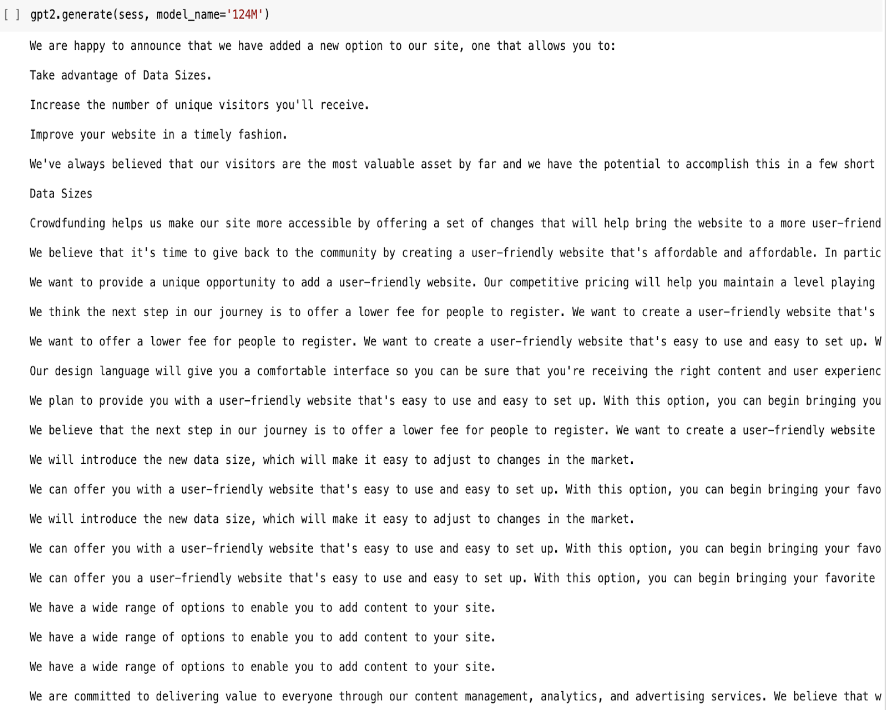 [ ] gpt2.generate(sess, model_name='124M')
We are happy to announce that we have added a new option to our site, one that allows you to:
Take advantage of Data Sizes.
Increase the number of unique visitors you'll receive.
Improve your website in a timely fashion.
We've always believed that our visitors are the most valuable asset by far and we have the potential to accomplish this in a few short
Data Sizes
Crowdfunding helps us make our site more accessible by offering a set of changes that will help bring the website to a more user-friend
We believe that it's time to give back to the community by creating a user-friendly website that's affordable and affordable. In partic
We want to provide a unique opportunity to add a user-friendly website. Our competitive pricing will help you maintain a level playing
We think the next step in our journey is to offer a lower fee for people to register. We want to create a user-friendly website that's
We want to offer a lower fee for people to register. We want to create a user-friendly website that's easy to use and easy to set up. W
Our design language will give you a comfortable interface so you can be sure that you're receiving the right content and user experienc
We plan to provide you with a user-friendly website that's easy to use and easy to set up. With this option, you can begin bringing you
We believe that the next step in our journey is to offer a lower fee for people to register. We want to create a user-friendly website
We will introduce the new data size, which will make it easy to adjust to changes in the market.
We can offer you with a user-friendly website that's easy to use and easy to set up. With this option, you can begin bringing your favo
We will introduce the new data size, which will make it easy to adjust to changes in the market.
We can offer you with a user-friendly website that's easy to use and easy to set up. With this option, you can begin bringing your favo
We can offer you a user-friendly website that's easy to use and easy to set up. With this option, you can begin bringing your favorite
We have a wide range of options to enable you to add content to your site.
We have a wide range of options to enable you to add content to your site.
We have a wide range of options to enable you to add content to your site.
We are committed to delivering value to everyone through our content management, analytics, and advertising services. We believe that w